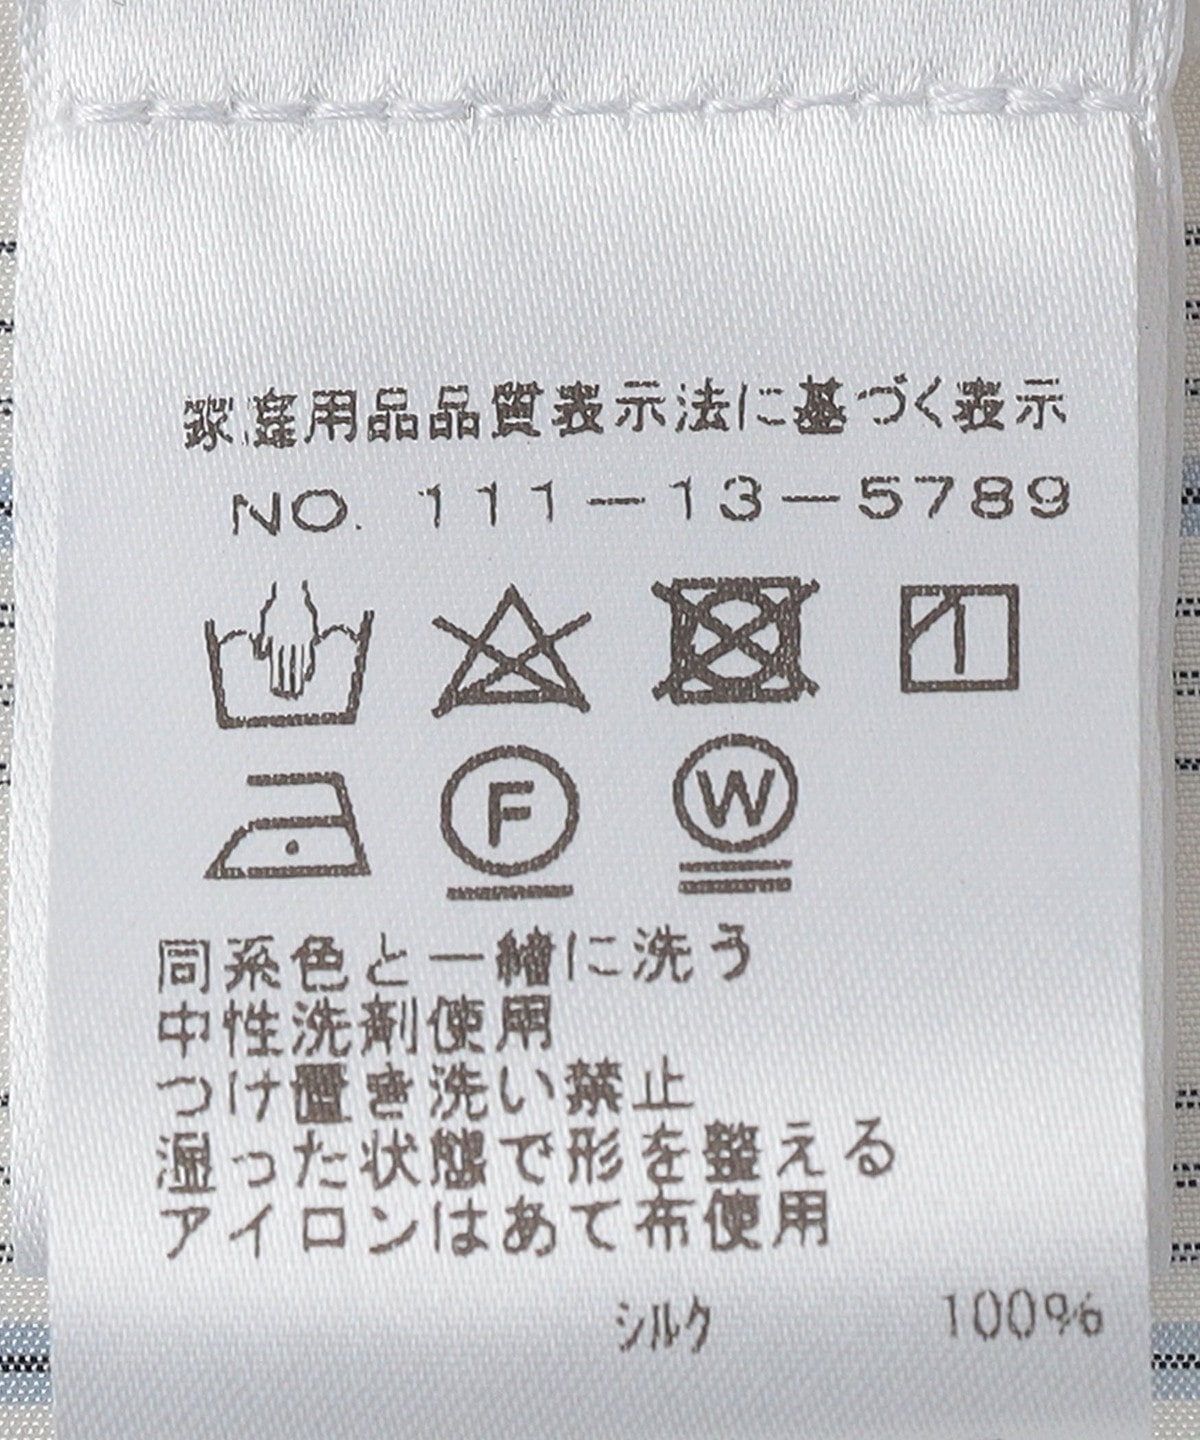 家庭用品品質表示法に基づく表示
NO. 111-13-5789
F W
同系色と一緒に洗う
中性洗剤使用
つけ置き洗い禁止
湿った状態で形を整える
アイロンはあて布使用
シルク 100%